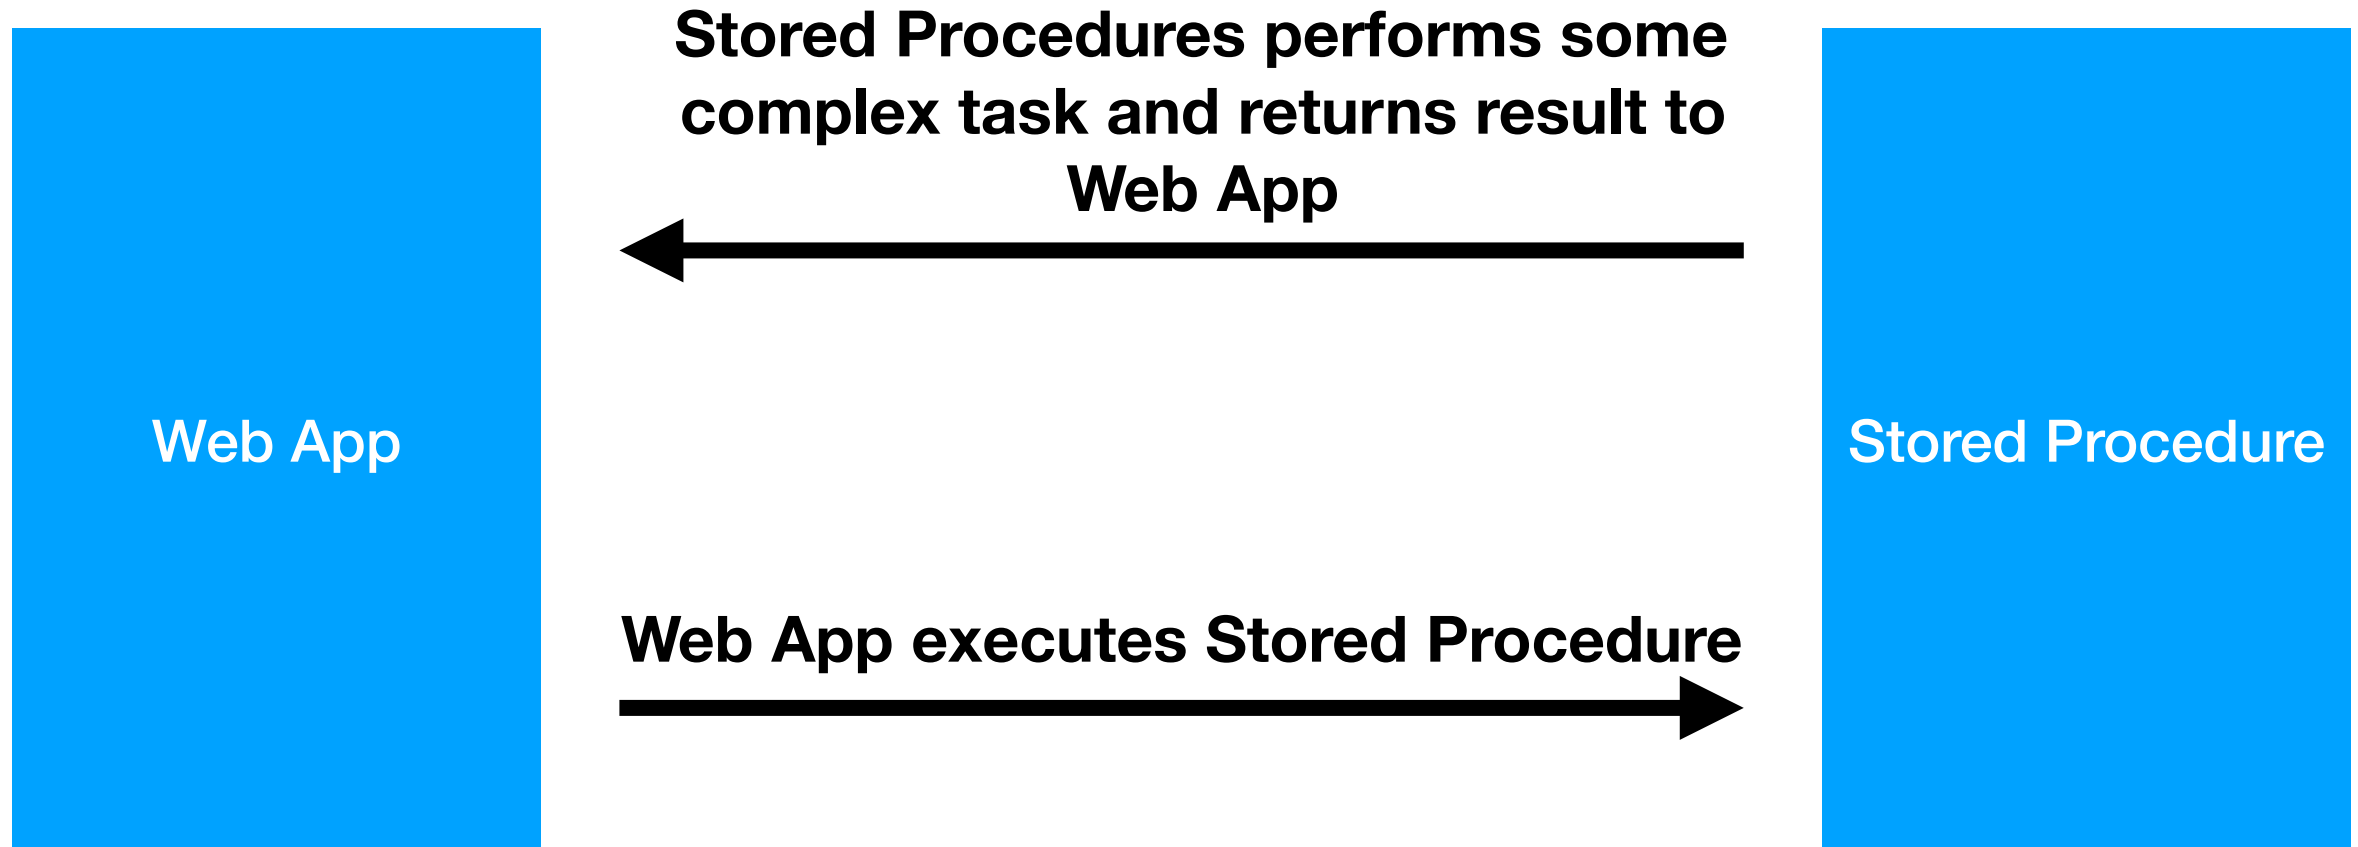 Stored Procedures performs some
complex task and returns result to
Web App
Web App
Stored Procedure
Web App executes Stored Procedure